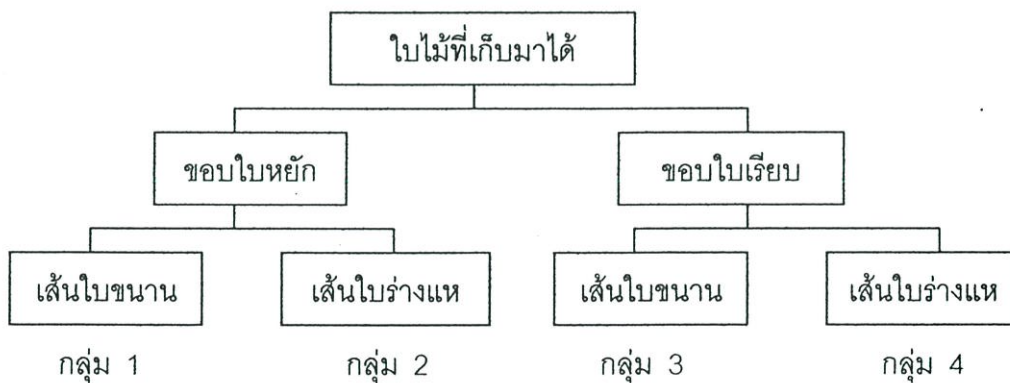 ใบไม้ที่เก็บมาได้
ขอบใบหยัก
ขอบใบเรียบ
เส้นใบขนาน
เส้นใบร่างแห
เส้นใบขนาน
เส้นใบร่างแห
กลุ่ม 1
กลุ่ม 2
กลุ่ม 3
กลุ่ม 4